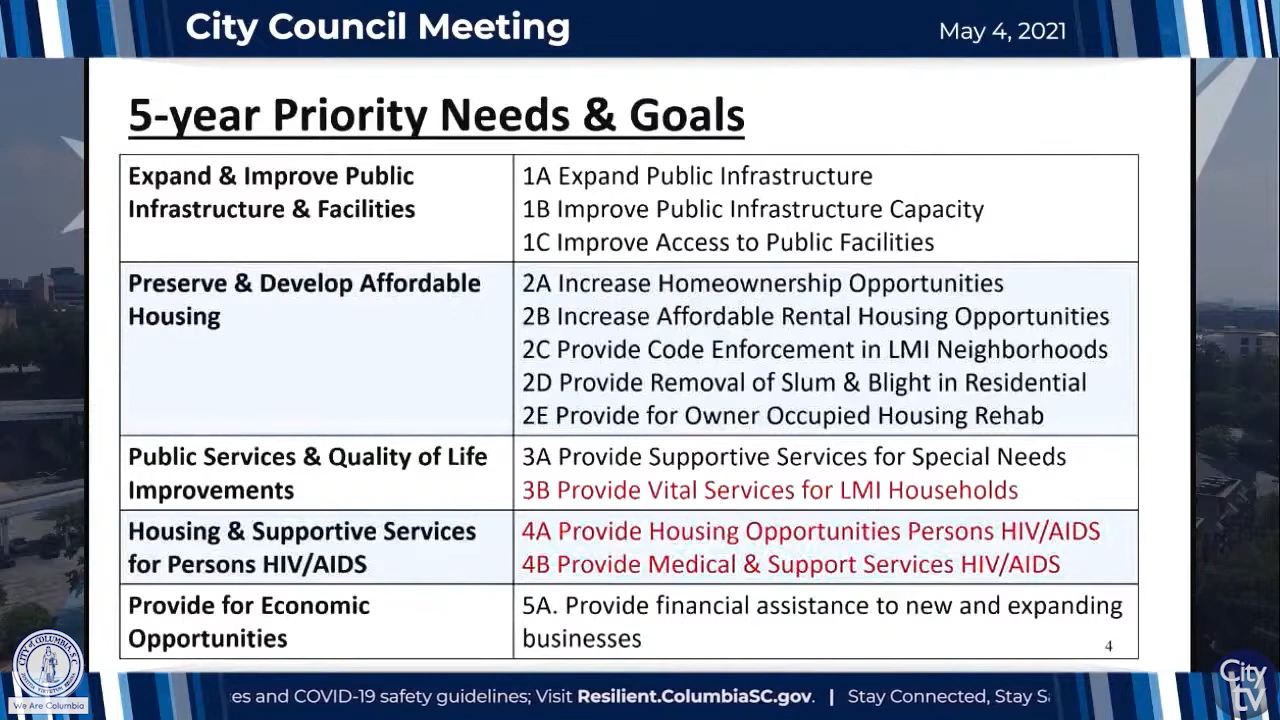 City Council Meeting
May 4, 2021
5-year Priority Needs & Goals
Expand & Improve Public
Infrastructure & Facilities
1A Expand Public Infrastructure
1B Improve Public Infrastructure Capacity
1C Improve Access to Public Facilities
Preserve & Develop Affordable
Housing
2A Increase Homeownership Opportunities
2B Increase Affordable Rental Housing Opportunities
2C Provide Code Enforcement in LMI Neighborhoods
2D Provide Removal of Slum & Blight in Residential
2E Provide for Owner Occupied Housing Rehab
Public Services & Quality of Life
Improvements
3A Provide Supportive Services for Special Needs
3B Provide Vital Services for LMI Households
Housing & Supportive Services
for Persons HIV/AIDS
4A Provide Housing Opportunities Persons HIV/AIDS
4B Provide Medical & Support Services HIV/AIDS
Provide for Economic
Opportunities
5A. Provide financial assistance to new and expanding
businesses
4
CITY OF COLUMBIA, SC
We Are Columbia
es and COVID-19 safety guidelines; Visit Resilient.ColumbiaSC.gov. | Stay Connected, Stay S
City
tv